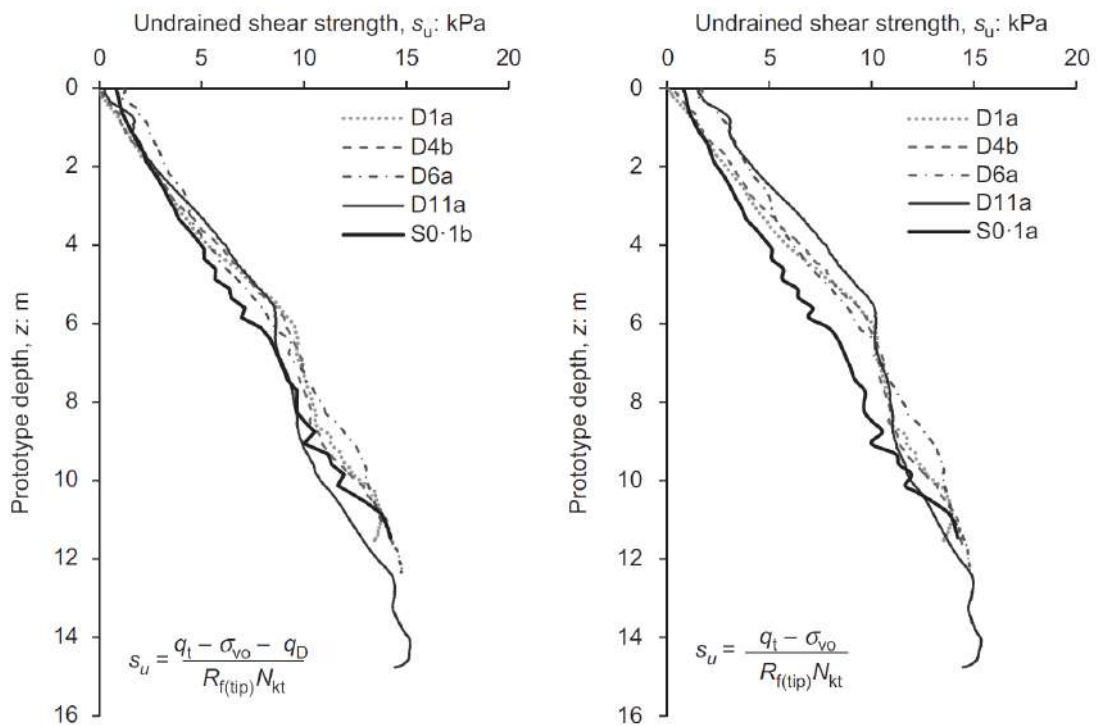 Undrained shear strength, su: kPa
0 5 10 15 20
0
2
4
6
8
10
12
14
16
Prototype depth, z: m
D1a
D4b
D6a
D11a
S0·1b
su = qt − σvo − qD
Rf(tip)Nkt
Undrained shear strength, su: kPa
0 5 10 15 20
0
2
4
6
8
10
12
14
16
Prototype depth, z: m
D1a
D4b
D6a
D11a
S0·1a
su = qt − σvo
Rf(tip)Nkt